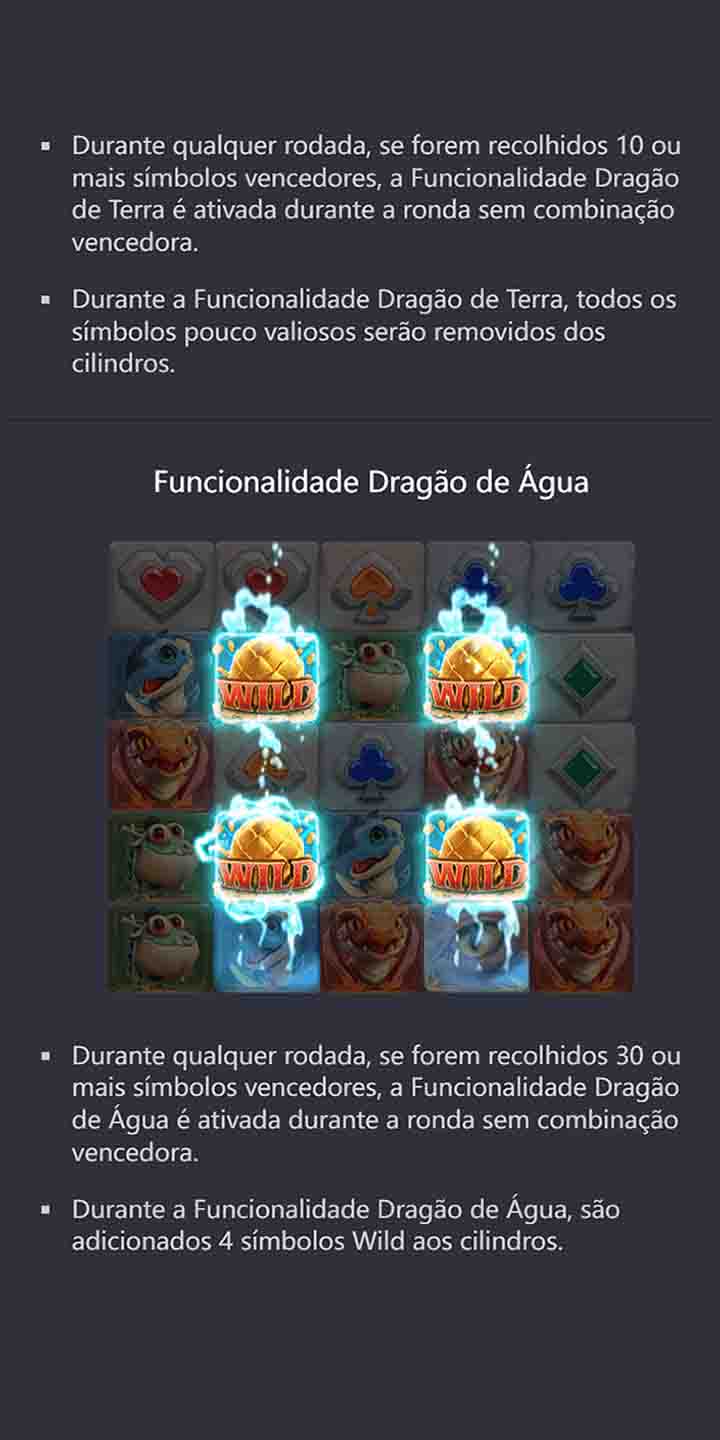 ▪ Durante qualquer rodada, se forem recolhidos 10 ou
mais símbolos vencedores, a Funcionalidade Dragão
de Terra é ativada durante a ronda sem combinação
vencedora.
▪ Durante a Funcionalidade Dragão de Terra, todos os
símbolos pouco valiosos serão removidos dos
cilindros.
Funcionalidade Dragão de Água
WILD WILD
WILD WILD
▪ Durante qualquer rodada, se forem recolhidos 30 ou
mais símbolos vencedores, a Funcionalidade Dragão
de Água é ativada durante a ronda sem combinação
vencedora.
▪ Durante a Funcionalidade Dragão de Água, são
adicionados 4 símbolos Wild aos cilindros.